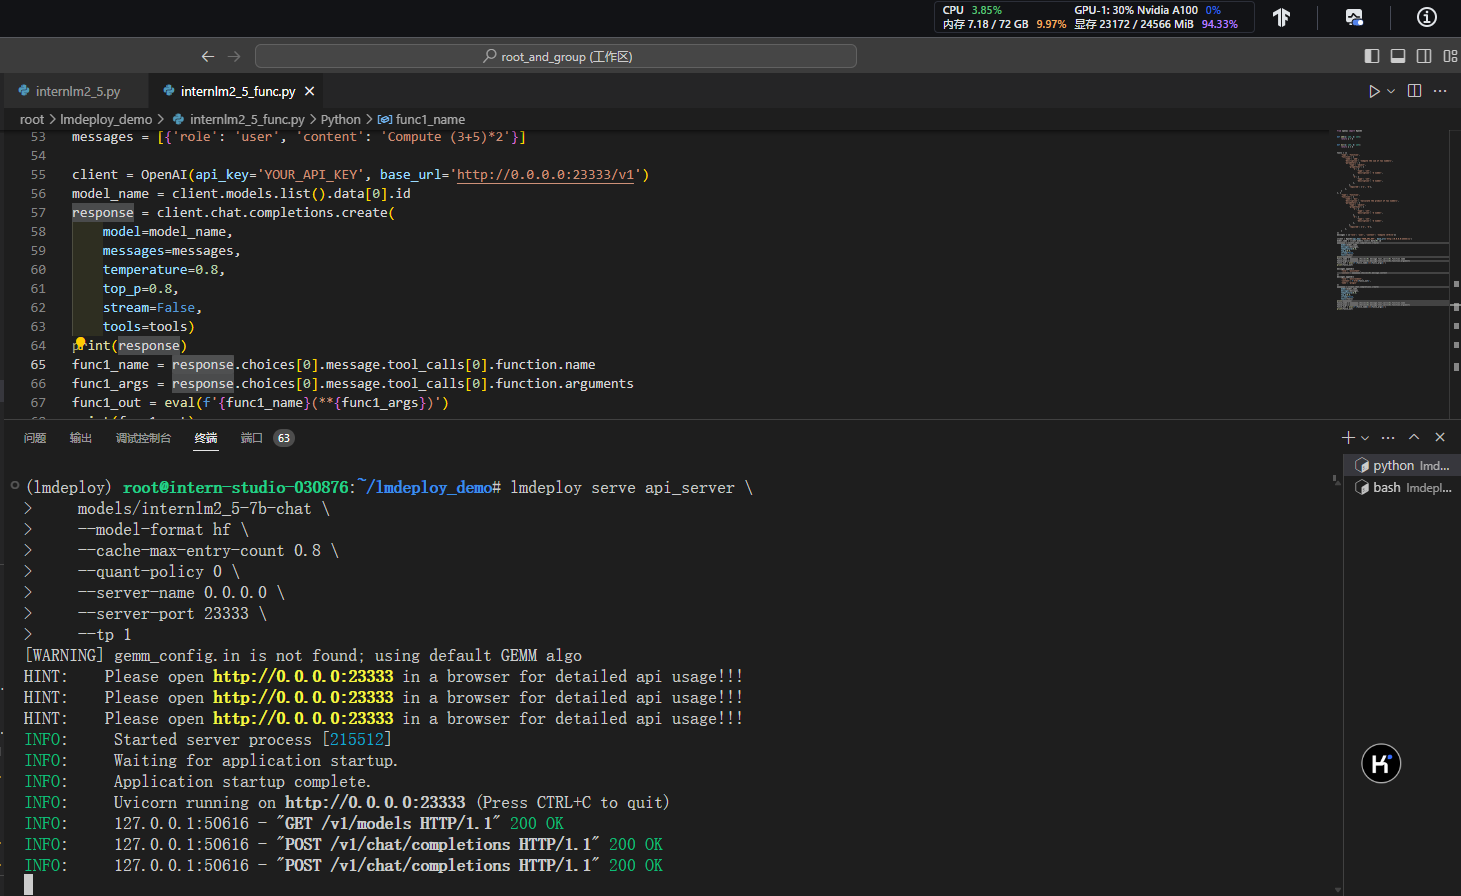 CPU 3.85% GPU-1: 30% Nvidia A100 0%
内存 7.18 / 72 GB 9.97% 显存 23172 / 24566 MiB 94.33%
root_and_group (工作区)
internlm2_5.py internlm2_5_func.py
root > lmdeploy_demo > internlm2_5_func.py > Python > func1_name
53 messages = [{'role': 'user', 'content': 'Compute (3+5)*2'}]
54
55 client = OpenAI(api_key='YOUR_API_KEY', base_url='http://0.0.0.0:23333/v1')
56 model_name = client.models.list().data[0].id
57 response = client.chat.completions.create(
58 model=model_name,
59 messages=messages,
60 temperature=0.8,
61 top_p=0.8,
62 stream=False,
63 tools=tools)
64 print(response)
65 func1_name = response.choices[0].message.tool_calls[0].function.name
66 func1_args = response.choices[0].message.tool_calls[0].function.arguments
67 func1_out = eval(f'{func1_name}(**{func1_args})')
问题 输出 调试控制台 终端 端口 63
python lmd...
bash lmdepl...
(lmdeploy) root@intern-studio-030876:~/lmdeploy_demo# lmdeploy serve api_server \
> models/internlm2_5-7b-chat \
> --model-format hf \
> --cache-max-entry-count 0.8 \
> --quant-policy 0 \
> --server-name 0.0.0.0 \
> --server-port 23333 \
> --tp 1
[WARNING] gemm_config.in is not found; using default GEMM algo
HINT: Please open http://0.0.0.0:23333 in a browser for detailed api usage!!!
HINT: Please open http://0.0.0.0:23333 in a browser for detailed api usage!!!
HINT: Please open http://0.0.0.0:23333 in a browser for detailed api usage!!!
INFO: Started server process [215512]
INFO: Waiting for application startup.
INFO: Application startup complete.
INFO: Uvicorn running on http://0.0.0.0:23333 (Press CTRL+C to quit)
INFO: 127.0.0.1:50616 - "GET /v1/models HTTP/1.1" 200 OK
INFO: 127.0.0.1:50616 - "POST /v1/chat/completions HTTP/1.1" 200 OK
INFO: 127.0.0.1:50616 - "POST /v1/chat/completions HTTP/1.1" 200 OK